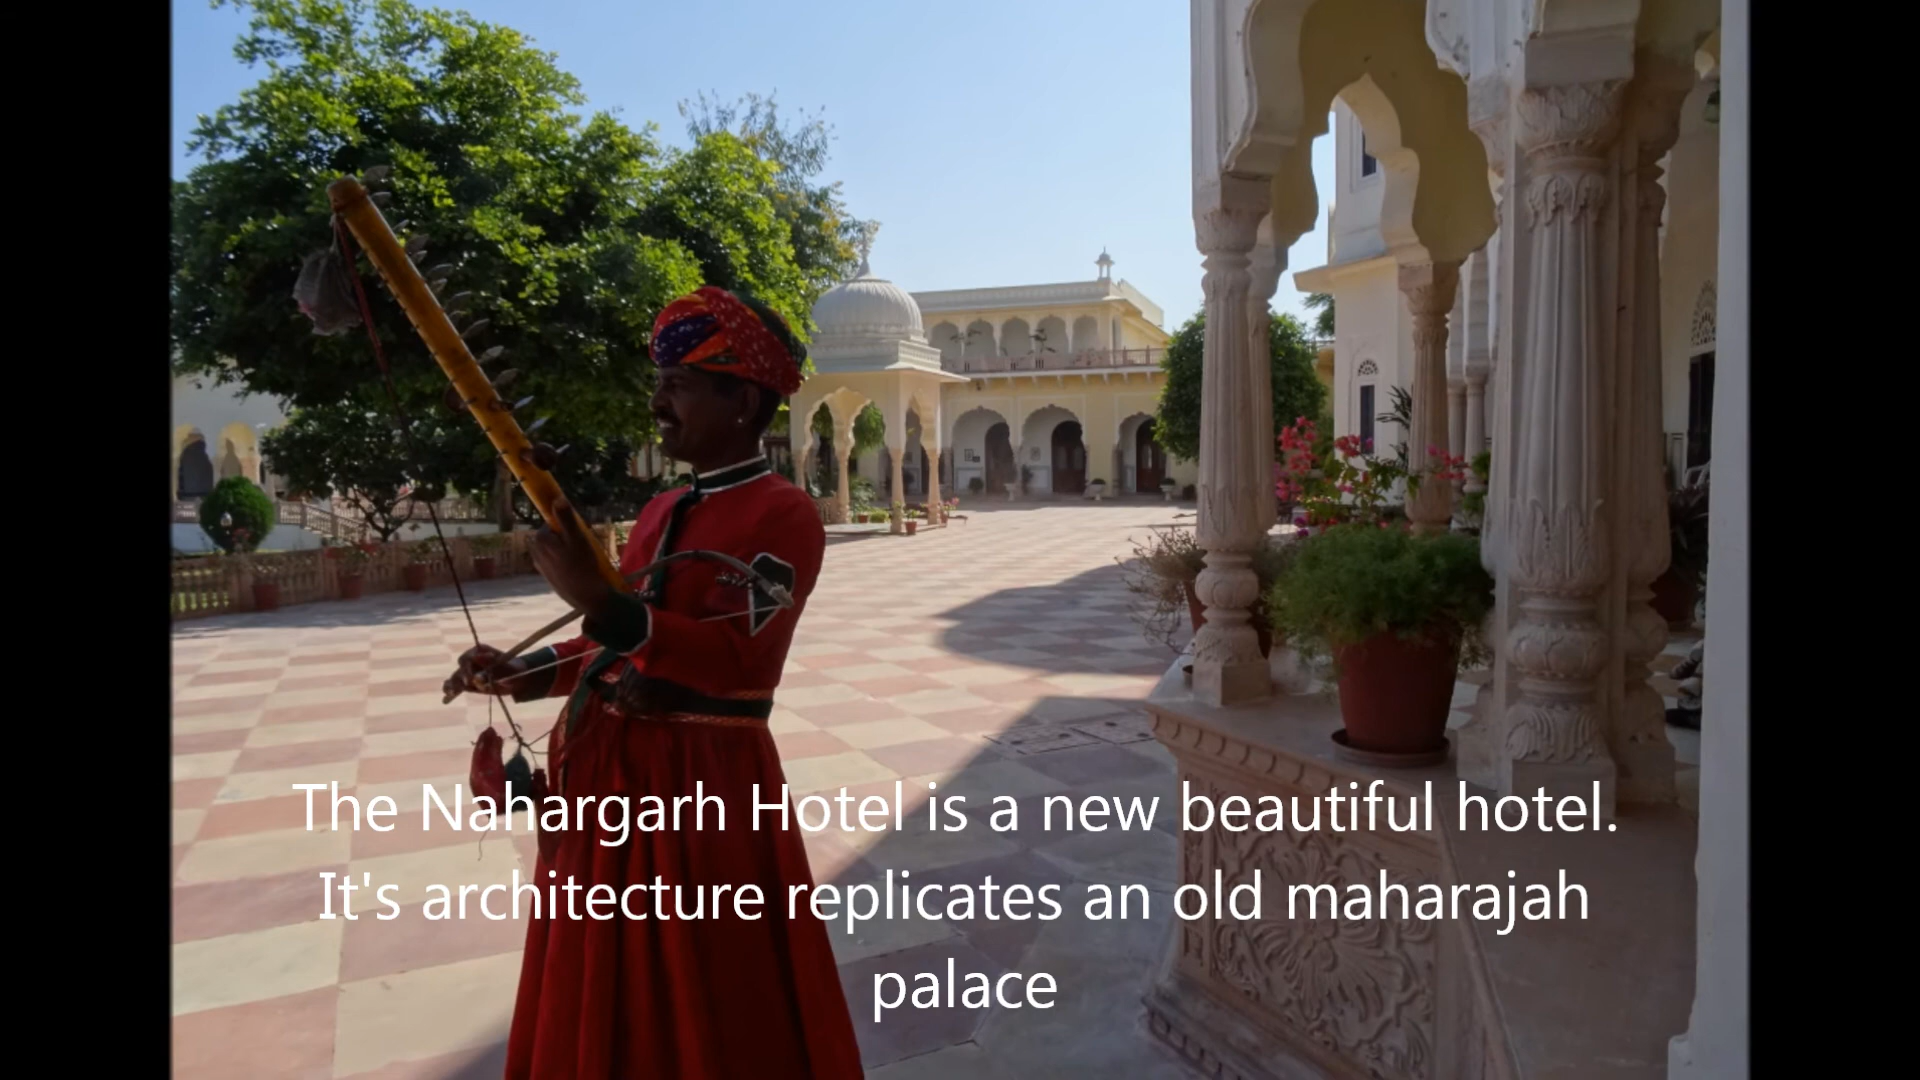 The Nahargarh Hotel is a new beautiful hotel.
It's architecture replicates an old maharajah
palace